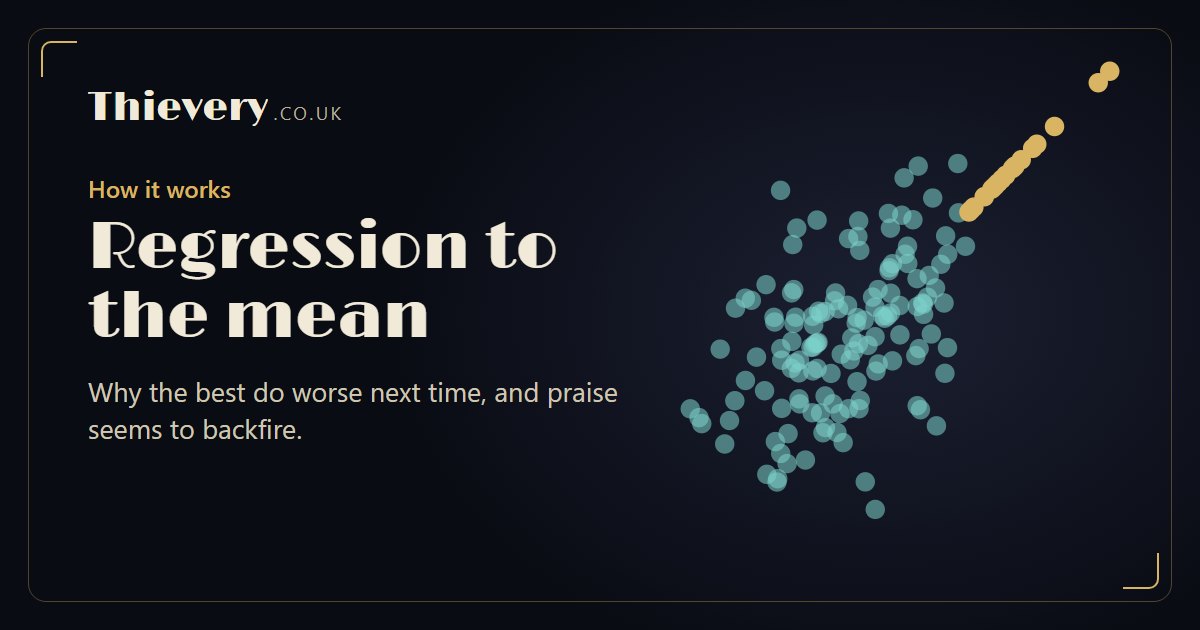 Thievery.CO.UK
How it works
Regression to
the mean
Why the best do worse next time, and praise
seems to backfire.